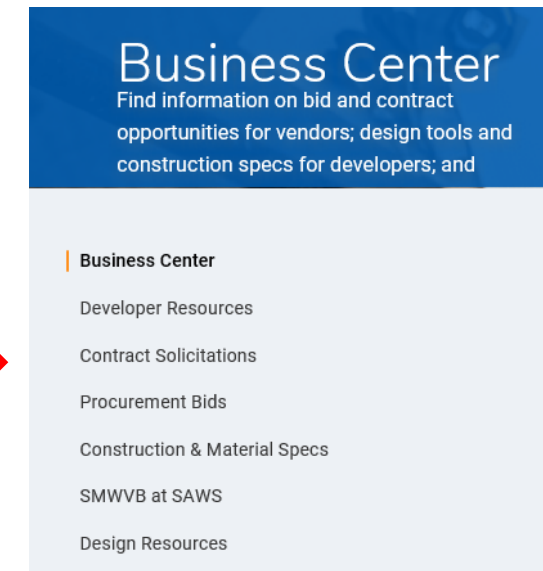 Business Center
Find information on bid and contract
opportunities for vendors; design tools and
construction specs for developers; and
Business Center
Developer Resources
Contract Solicitations
Procurement Bids
Construction & Material Specs
SMWVB at SAWS
Design Resources